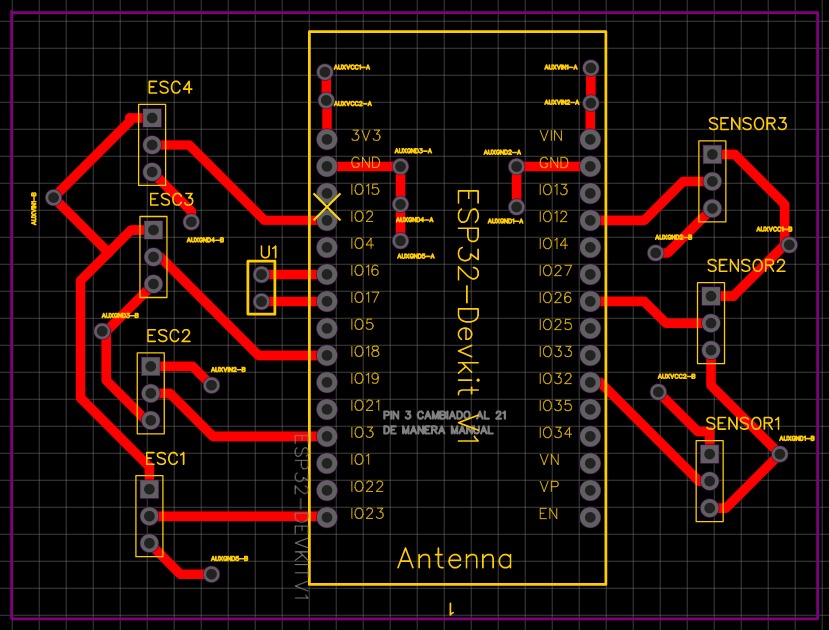 ESC4
AUXVIN1-B
ESC3
AUXGND4-B
U1
AUXGND3-B
ESC2
AUXVIN2-B
ESC1
AUXGND5-B
AUXVCC1-A
AUXVCC2-A
3V3
GND
IO15
IO2
IO4
IO16
IO17
IO5
IO18
IO19
IO21
IO3
IO1
IO22
IO23
AUXGND3-A
AUXGND4-A
AUXGND5-A
AUXVIN1-A
AUXVIN2-A
AUXGND2-A
AUXGND1-A
VIN
GND
IO13
IO12
IO14
IO27
IO26
IO25
IO33
IO32
IO35
IO34
VN
VP
EN
ESP32-Devkit V1
PIN 3 CAMBIADO AL 21
DE MANERA MANUAL
ESP32-DEVKITV1
Antenna
1
SENSOR3
AUXVCC1-B
AUXGND2-B
SENSOR2
AUXVCC2-B
SENSOR1
AUXGND1-B